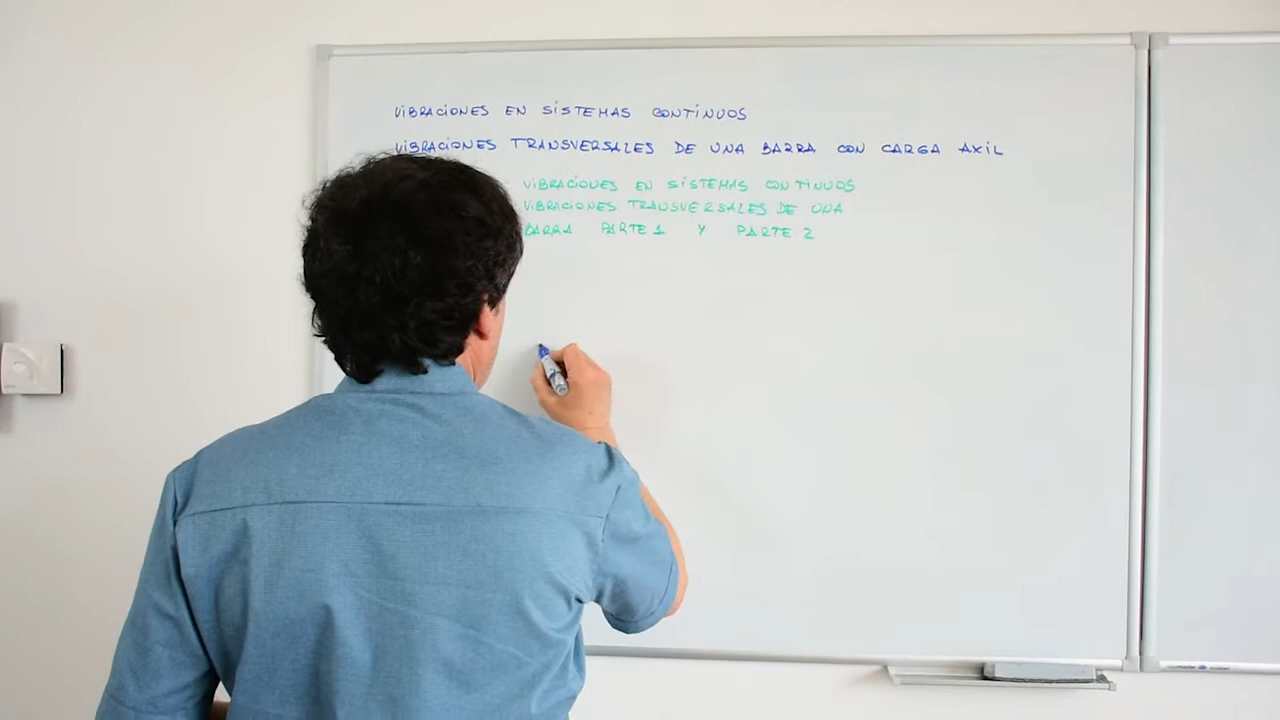 VIBRACIONES EN SISTEMAS CONTINUOS
VIBRACIONES TRANSVERSALES DE UNA BARRA CON CARGA AXIL
VIBRACIONES EN SISTEMAS CONTINUOS
VIBRACIONES TRANSVERSALES DE UNA
BARRA PARTE 1 Y PARTE 2